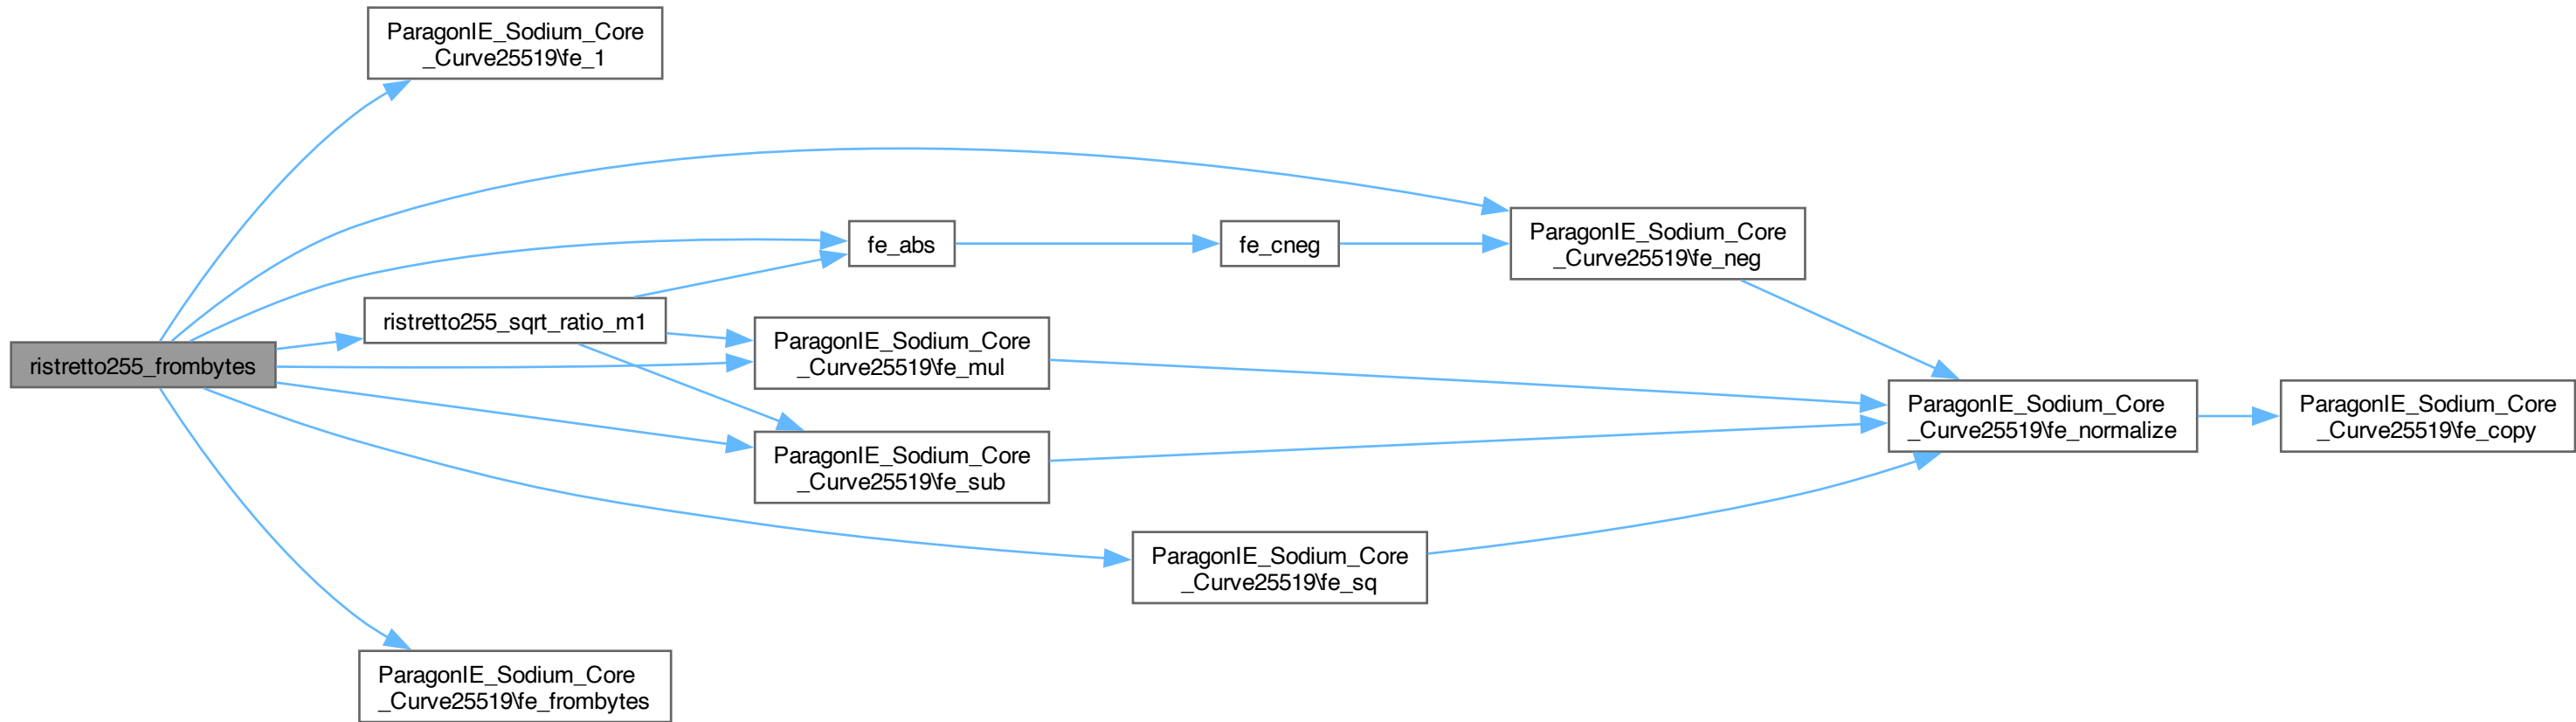 ParagonIE_Sodium_Core
_Curve25519\fe_1
fe_abs
fe_cneg
ParagonIE_Sodium_Core
_Curve25519\fe_neg
ristretto255_sqrt_ratio_m1
ristretto255_frombytes
ParagonIE_Sodium_Core
_Curve25519\fe_mul
ParagonIE_Sodium_Core
_Curve25519\fe_sub
ParagonIE_Sodium_Core
_Curve25519\fe_normalize
ParagonIE_Sodium_Core
_Curve25519\fe_copy
ParagonIE_Sodium_Core
_Curve25519\fe_sq
ParagonIE_Sodium_Core
_Curve25519\fe_frombytes